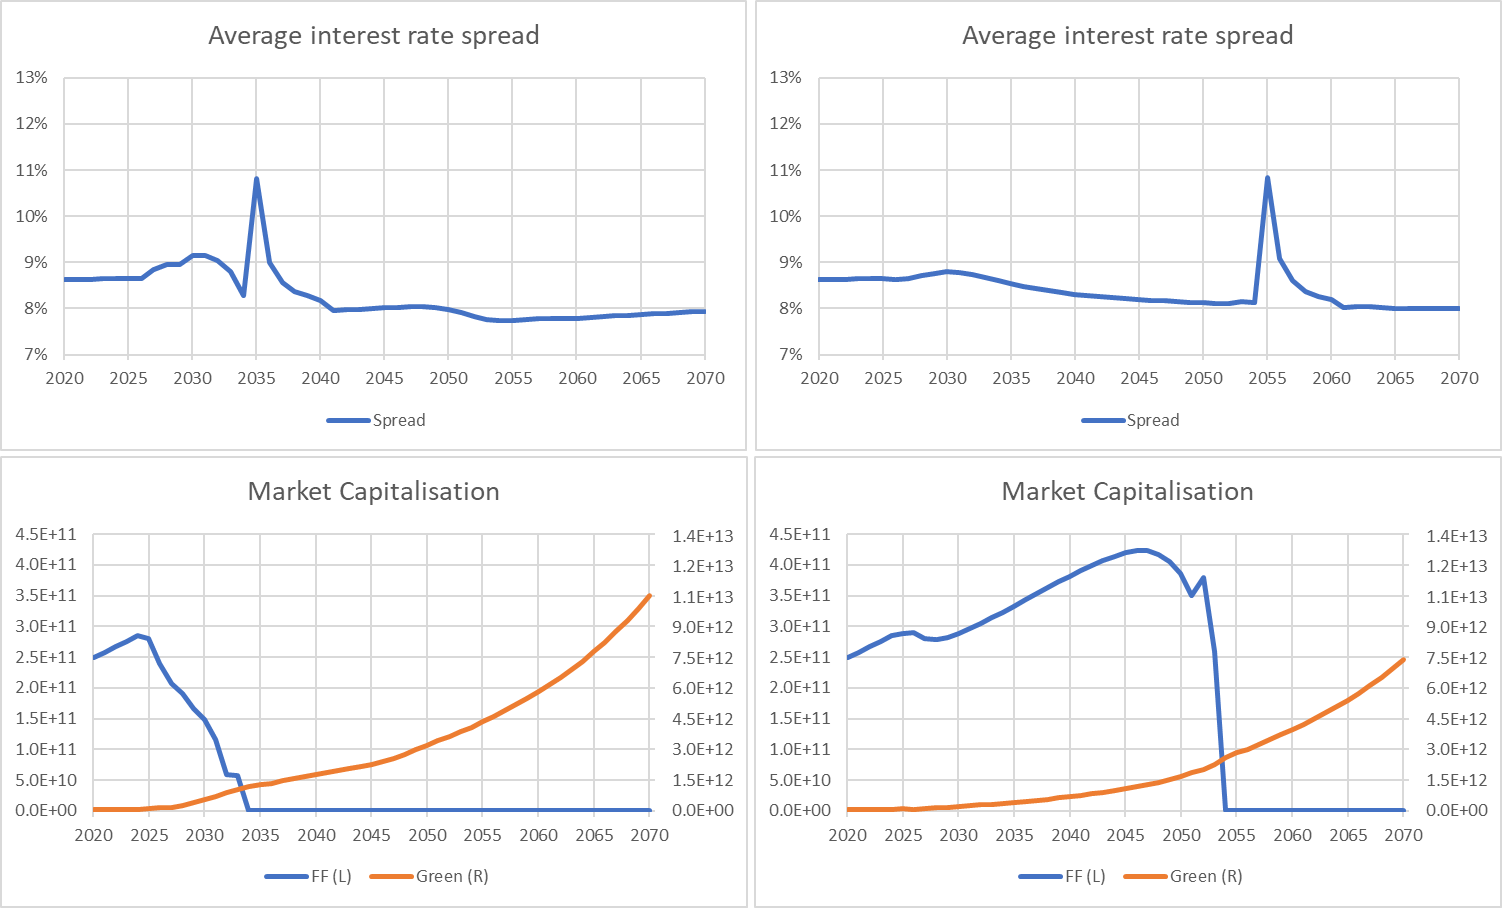 Average interest rate spread
13%
12%
11%
10%
9%
8%
7%
2020 2025 2030 2035 2040 2045 2050 2055 2060 2065 2070
Spread
Average interest rate spread
13%
12%
11%
10%
9%
8%
7%
2020 2025 2030 2035 2040 2045 2050 2055 2060 2065 2070
Spread
Market Capitalisation
4.5E+11 1.4E+13
4.0E+11 1.2E+13
3.5E+11 1.1E+13
3.0E+11 9.0E+12
2.5E+11 7.5E+12
2.0E+11 6.0E+12
1.5E+11 4.5E+12
1.0E+11 3.0E+12
5.0E+10 1.5E+12
0.0E+00 0.0E+00
2020 2025 2030 2035 2040 2045 2050 2055 2060 2065 2070
FF (L) Green (R)
Market Capitalisation
4.5E+11 1.4E+13
4.0E+11 1.2E+13
3.5E+11 1.1E+13
3.0E+11 9.0E+12
2.5E+11 7.5E+12
2.0E+11 6.0E+12
1.5E+11 4.5E+12
1.0E+11 3.0E+12
5.0E+10 1.5E+12
0.0E+00 0.0E+00
2020 2025 2030 2035 2040 2045 2050 2055 2060 2065 2070
FF (L) Green (R)